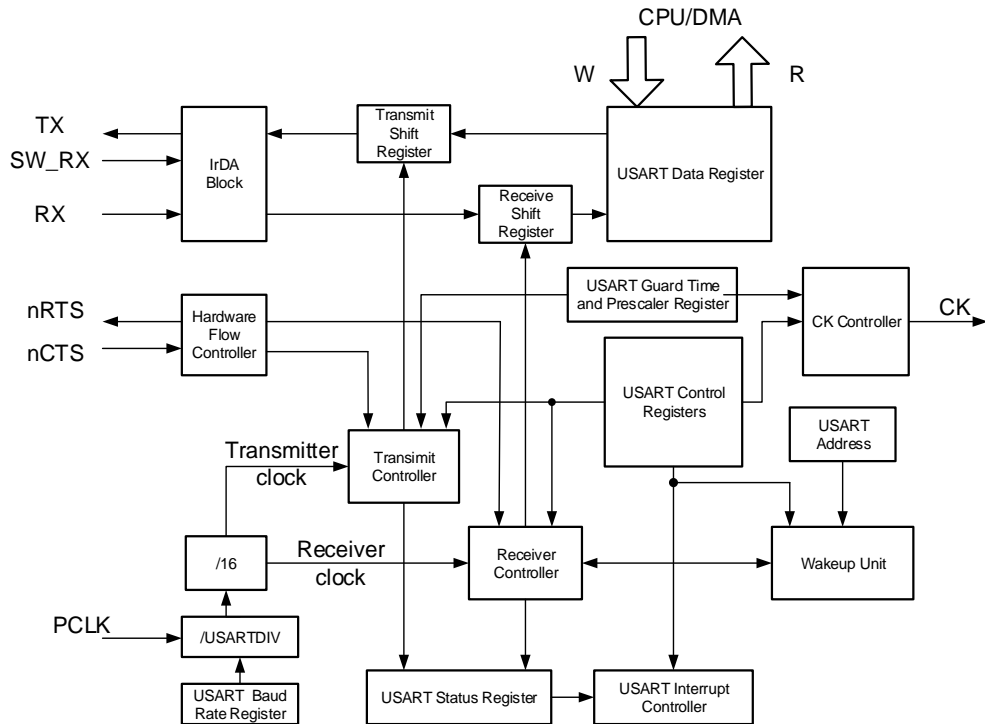 CPU/DMA
W
R
TX
SW_RX
RX
IrDA
Block
Transmit
Shift
Register
Receive
Shift
Register
USART Data Register
nRTS
nCTS
Hardware
Flow
Controller
USART Guard Time
and Prescaler Register
CK Controller
CK
USART Control
Registers
USART
Address
Transmitter
clock
Transimit
Controller
/16
Receiver
clock
Receiver
Controller
Wakeup Unit
PCLK
/USARTDIV
USART Baud
Rate Register
USART Status Register
USART Interrupt
Controller